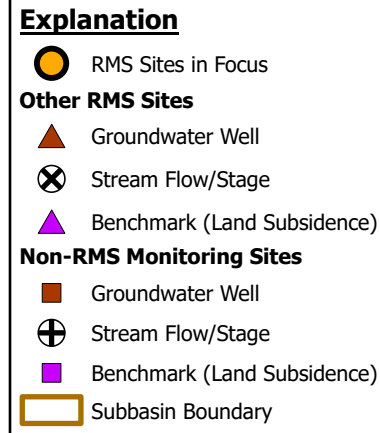 Explanation
RMS Sites in Focus
Other RMS Sites
Groundwater Well
Stream Flow/Stage
Benchmark (Land Subsidence)
Non-RMS Monitoring Sites
Groundwater Well
Stream Flow/Stage
Benchmark (Land Subsidence)
Subbasin Boundary